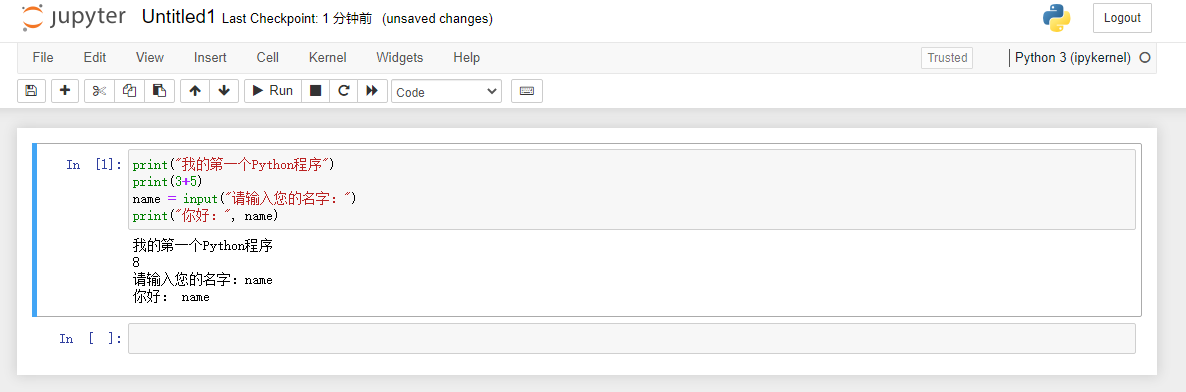 jupyter Untitled1 Last Checkpoint: 1 分钟前 (unsaved changes) Logout
File Edit View Insert Cell Kernel Widgets Help Trusted Python 3 (ipykernel)
Run Code
In [1]: print("我的第一个Python程序")
print(3+5)
name = input("请输入您的名字：")
print("你好：", name)
我的第一个Python程序
8
请输入您的名字：name
你好： name
In [ ]: